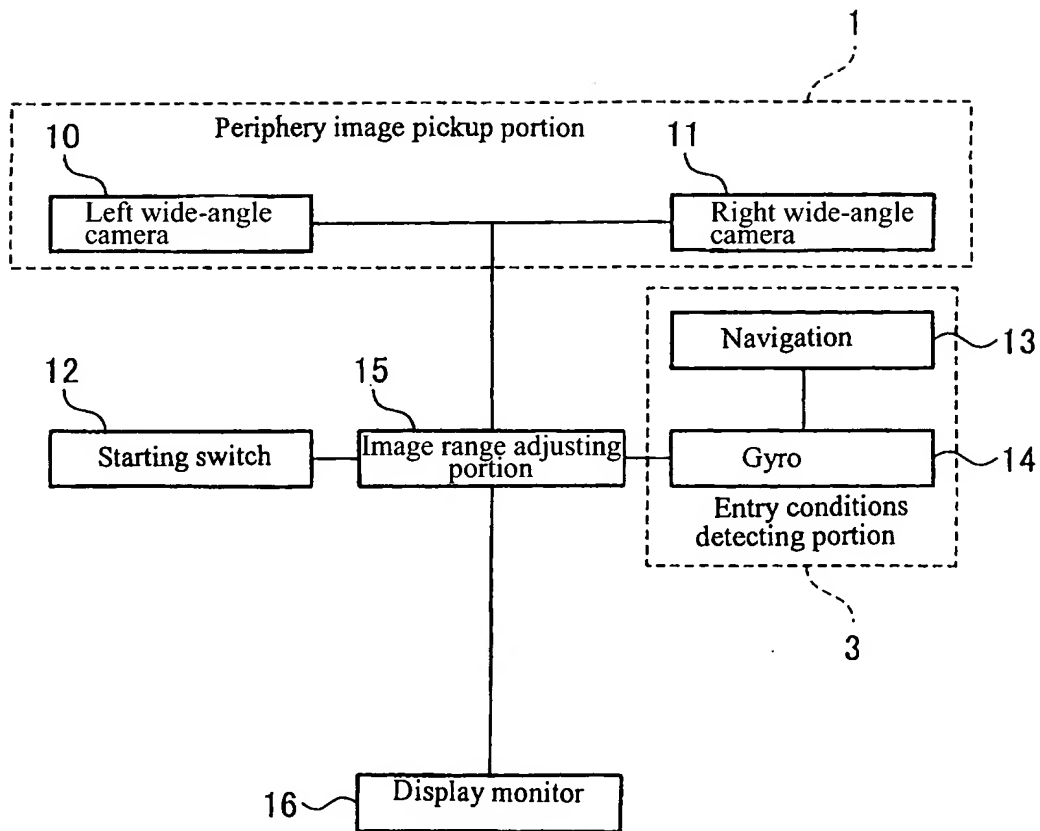 1
Periphery image pickup portion
10
11
Left wide-angle
camera
Right wide-angle
camera
Navigation
13
12
15
Starting switch
Image range adjusting
portion
Gyro
14
Entry conditions
detecting portion
3
Display monitor
16